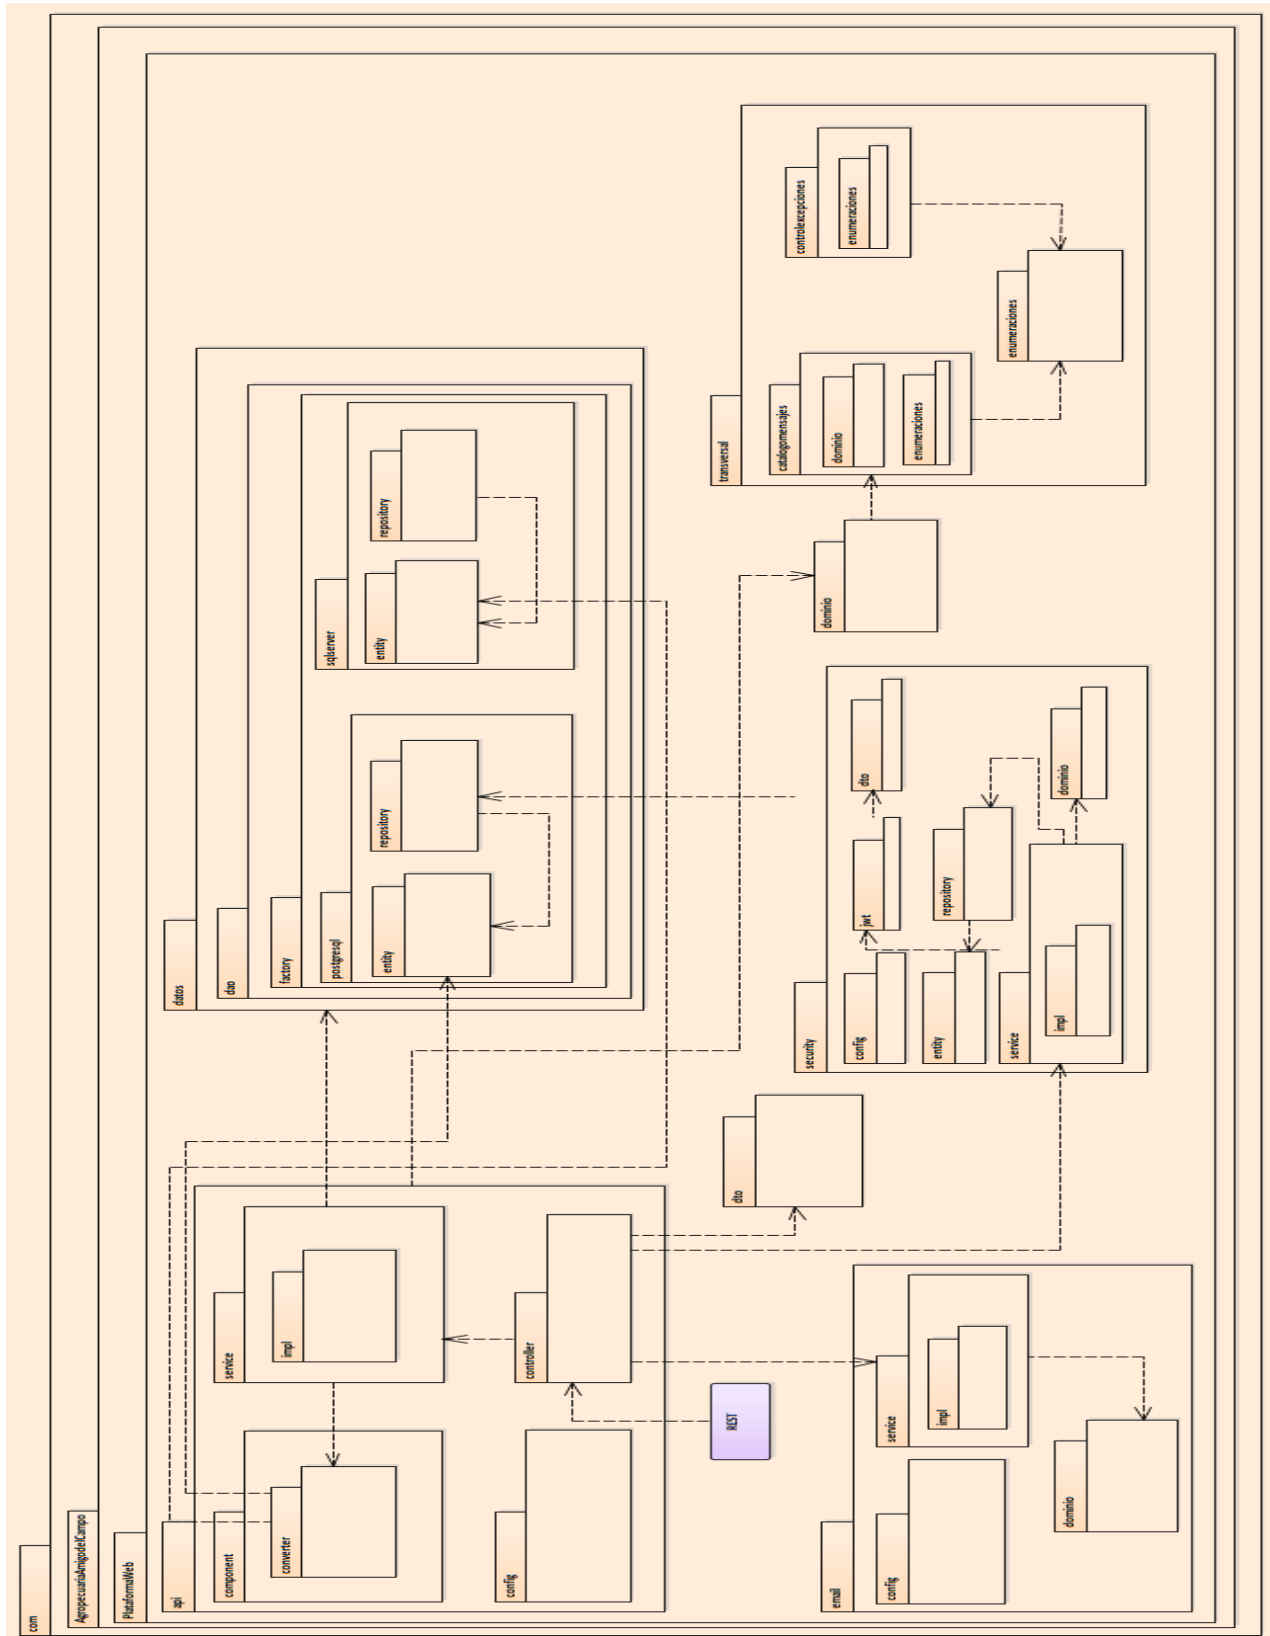 com
AgropecuariaAmigodelCampo
PlataformaWeb
api
component
converter
service
impl
config
controller
REST
datos
dao
factory
postgresql
entity
repository
sqlserver
entity
repository
dto
email
config
service
impl
dominio
security
config
jwt
dto
entity
repository
service
impl
dominio
dominio
transversal
catalogomensajes
dominio
enumeraciones
controlexcepciones
enumeraciones
enumeraciones